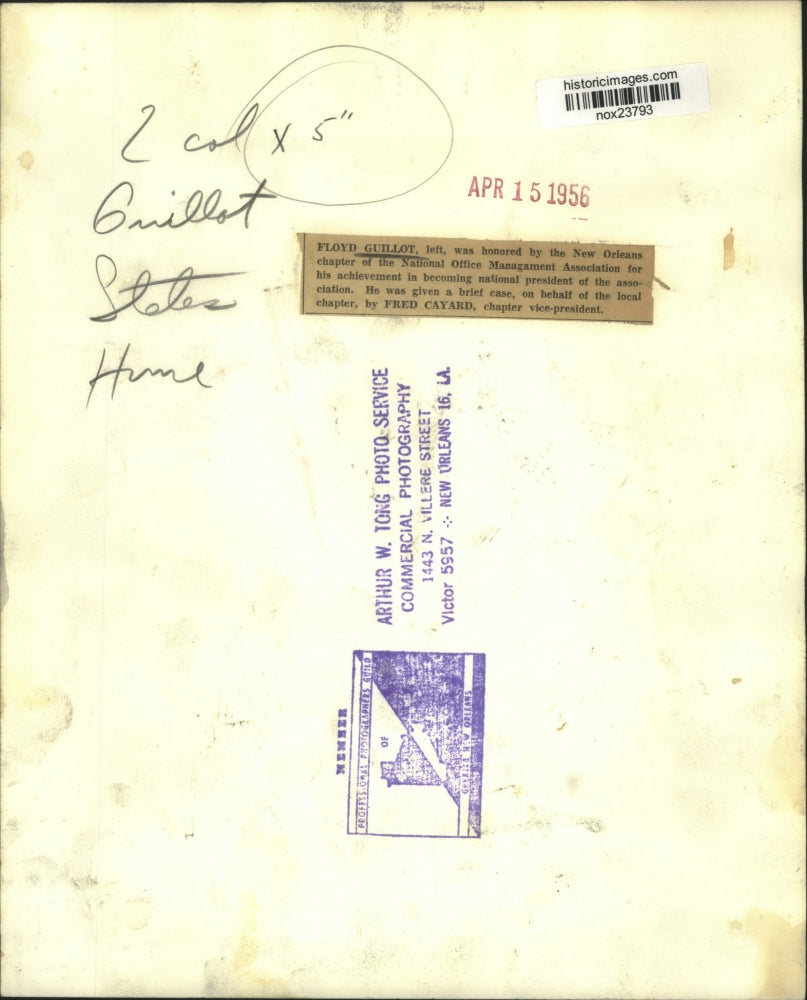 historicimages.com
nox23793
2 col x 5"
Guillot
States
APR 15 1956
FLOYD GUILLOT, left, was honored by the New Orleans
chapter of the National Office Managament Association for
his achievement in becoming national president of the asso-
ciation. He was given a brief case, on behalf of the local
chapter, by FRED CAYARD, chapter vice-president.
ARTHUR W. TONG PHOTO SERVICE
COMMERCIAL PHOTOGRAPHY
1443 N. VILLERE STREET
Victor 5957 ÷ NEW ORLEANS 16, LA.
MEMBER
PROFESSIONAL PHOTOGRAPHERS GUILD
OF
GREATER NEW ORLEANS